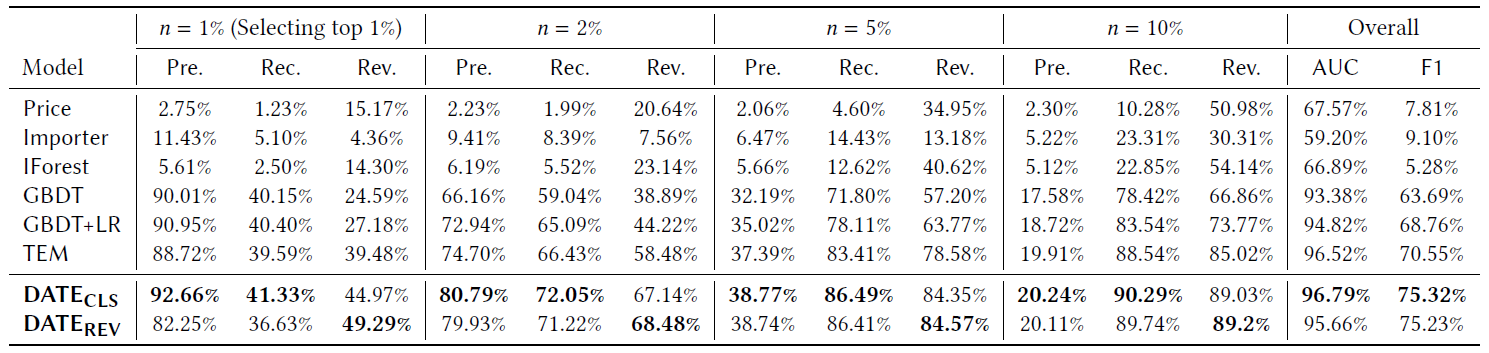 n = 1% (Selecting top 1%) n = 2% n = 5% n = 10% Overall
Model Pre. Rec. Rev. Pre. Rec. Rev. Pre. Rec. Rev. Pre. Rec. Rev. AUC F1
Price 2.75% 1.23% 15.17% 2.23% 1.99% 20.64% 2.06% 4.60% 34.95% 2.30% 10.28% 50.98% 67.57% 7.81%
Importer 11.43% 5.10% 4.36% 9.41% 8.39% 7.56% 6.47% 14.43% 13.18% 5.22% 23.31% 30.31% 59.20% 9.10%
IForest 5.61% 2.50% 14.30% 6.19% 5.52% 23.14% 5.66% 12.62% 40.62% 5.12% 22.85% 54.14% 66.89% 5.28%
GBDT 90.01% 40.15% 24.59% 66.16% 59.04% 38.89% 32.19% 71.80% 57.20% 17.58% 78.42% 66.86% 93.38% 63.69%
GBDT+LR 90.95% 40.40% 27.18% 72.94% 65.09% 44.22% 35.02% 78.11% 63.77% 18.72% 83.54% 73.77% 94.82% 68.76%
TEM 88.72% 39.59% 39.48% 74.70% 66.43% 58.48% 37.39% 83.41% 78.58% 19.91% 88.54% 85.02% 96.52% 70.55%
DATECLS 92.66% 41.33% 44.97% 80.79% 72.05% 67.14% 38.77% 86.49% 84.35% 20.24% 90.29% 89.03% 96.79% 75.32%
DATEREV 82.25% 36.63% 49.29% 79.93% 71.22% 68.48% 38.74% 86.41% 84.57% 20.11% 89.74% 89.2% 95.66% 75.23%